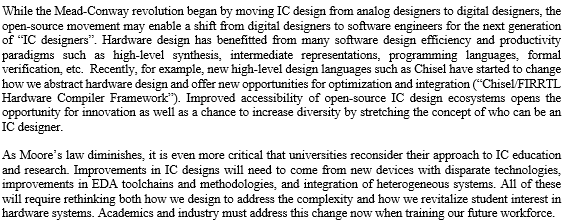 While the Mead-Conway revolution began by moving IC design from analog designers to digital designers, the
open-source movement may enable a shift from digital designers to software engineers for the next generation
of “IC designers”. Hardware design has benefitted from many software design efficiency and productivity
paradigms such as high-level synthesis, intermediate representations, programming languages, formal
verification, etc. Recently, for example, new high-level design languages such as Chisel have started to change
how we abstract hardware design and offer new opportunities for optimization and integration (“Chisel/FIRRTL
Hardware Compiler Framework”). Improved accessibility of open-source IC design ecosystems opens the
opportunity for innovation as well as a chance to increase diversity by stretching the concept of who can be an
IC designer.
As Moore’s law diminishes, it is even more critical that universities reconsider their approach to IC education
and research. Improvements in IC designs will need to come from new devices with disparate technologies,
improvements in EDA toolchains and methodologies, and integration of heterogeneous systems. All of these
will require rethinking both how we design to address the complexity and how we revitalize student interest in
hardware systems. Academics and industry must address this change now when training our future workforce.